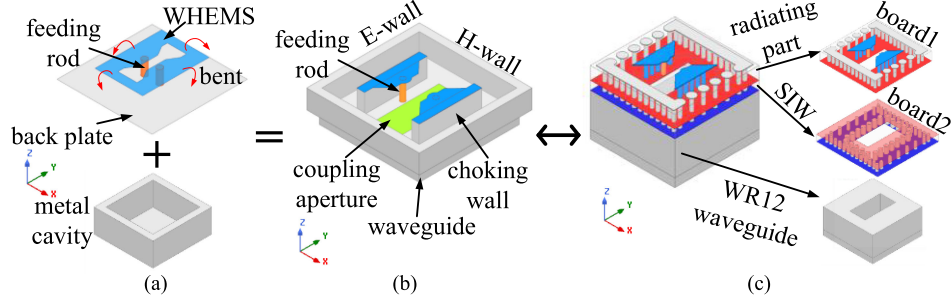 (a)
WHEMS
feeding
rod
bent
back plate
+
Z
Y
X
metal
cavity
=
(b)
E-wall
H-wall
feeding
rod
coupling
aperture
choking
wall
waveguide
Z
Y
X
(c)
radiating
part
board1
SIW
board2
WR12
waveguide
Z
Y
X